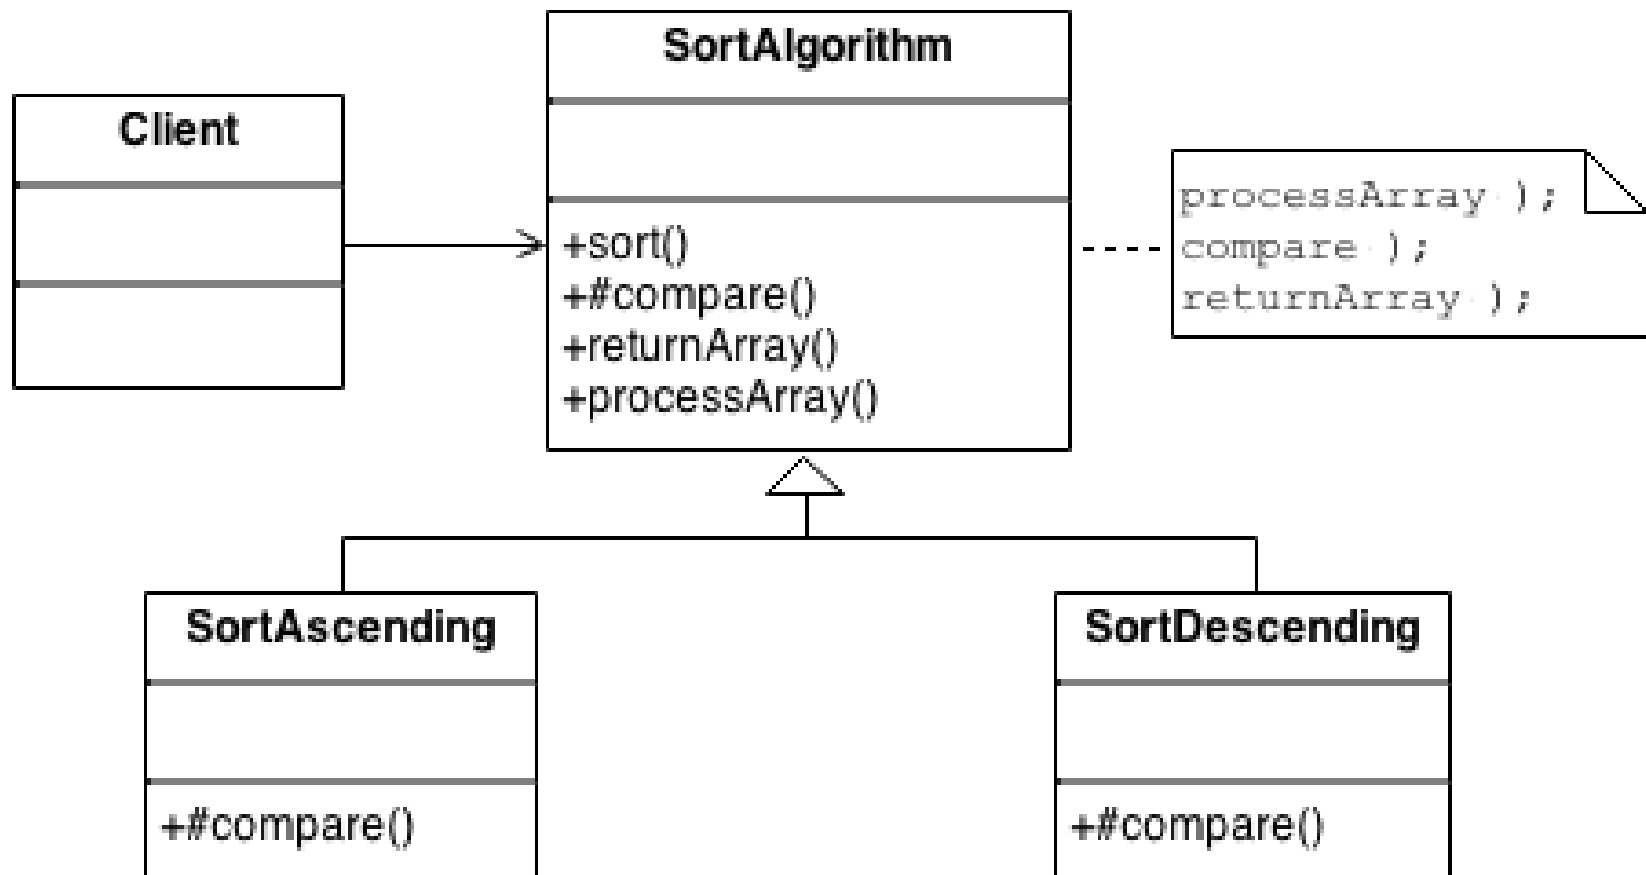 SortAlgorithm
Client
+sort()
+#compare()
+returnArray()
+processArray()
processArray );
compare );
returnArray );
SortAscending
+#compare()
SortDescending
+#compare()